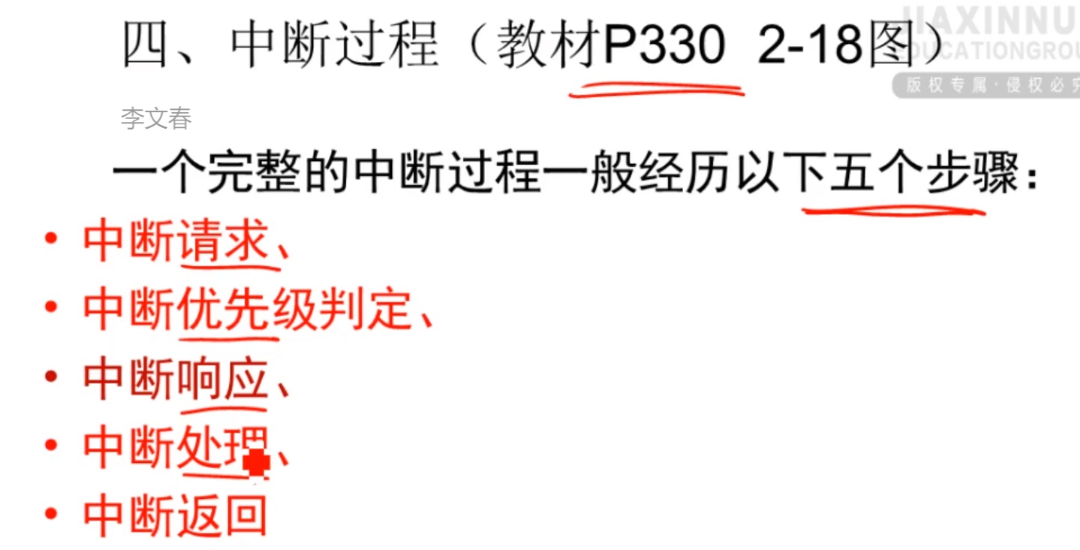 四、中断过程（教材P330 2-18图）
JIAXINNU
EDUCATIONGROU
版权专属·侵权必究
李文春
一个完整的中断过程一般经历以下五个步骤：
• 中断请求、
• 中断优先级判定、
• 中断响应、
• 中断处理、
• 中断返回